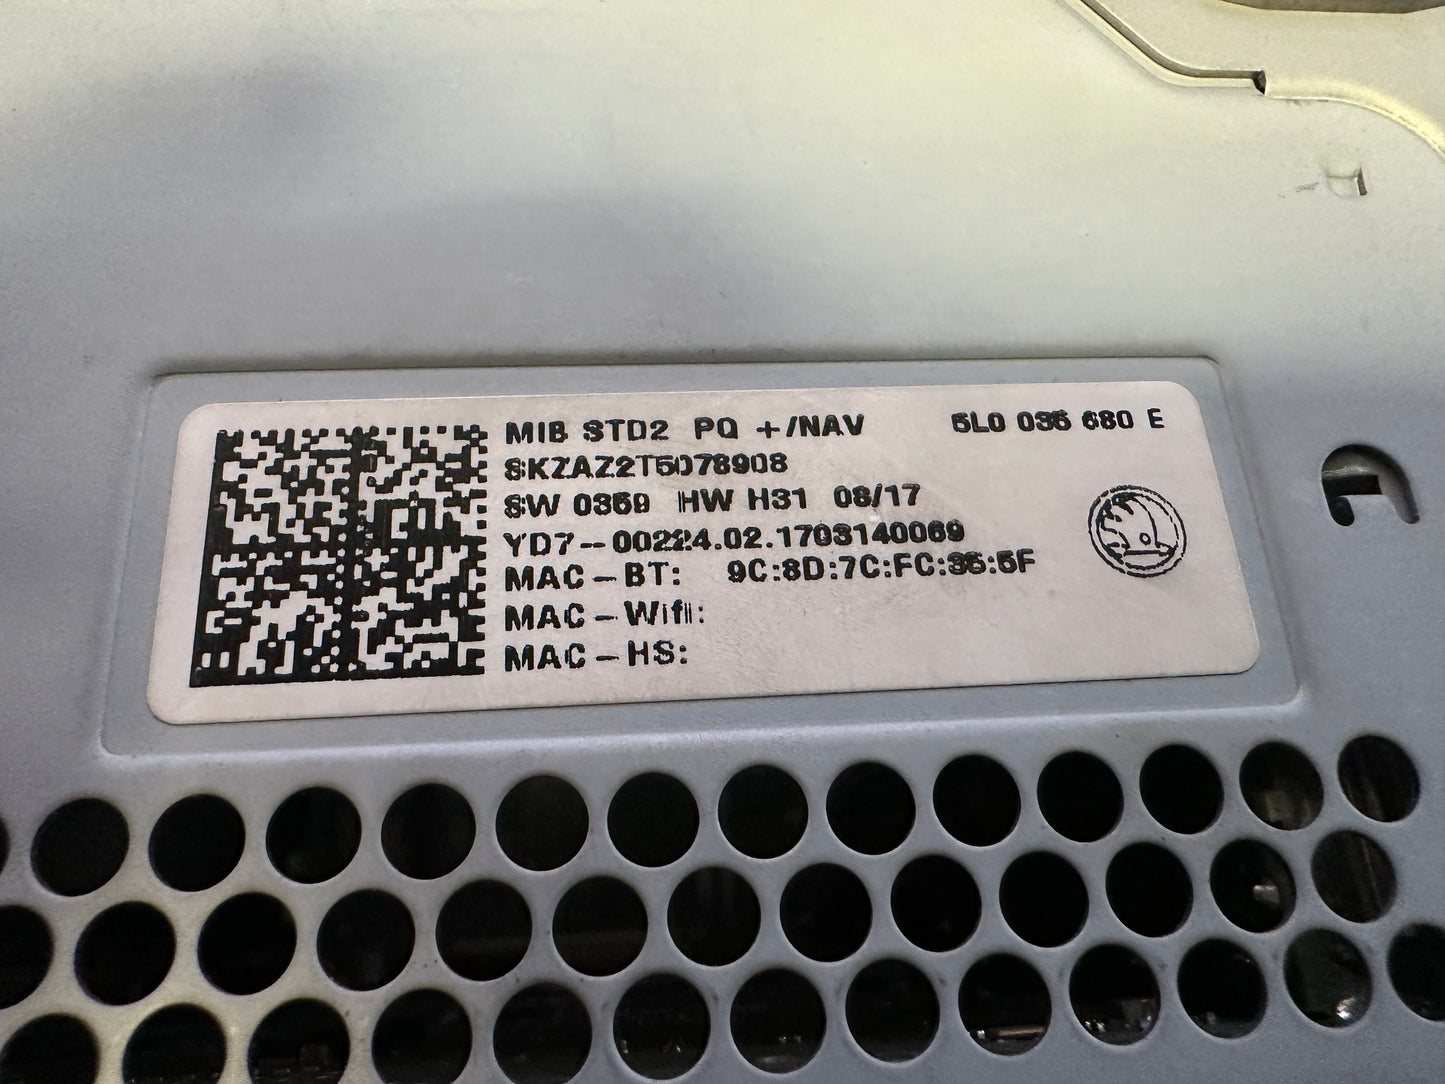 MIB STD2 PQ +/NAV 5L0 035 680 E
SKZAZ2T5078908
SW 0359 HW H31 08/17
YD7-00224.02.1703140069
MAC-BT: 9C:8D:7C:FC:35:5F
MAC-Wifi:
MAC-HS: